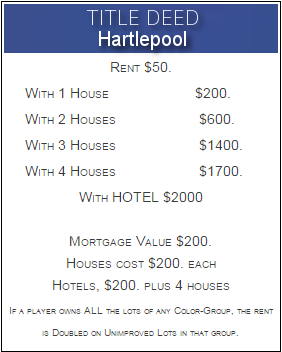 TITLE DEED
Hartlepool
Rent $50.
With 1 House $200.
With 2 Houses $600.
With 3 Houses $1400.
With 4 Houses $1700.
With HOTEL $2000
Mortgage Value $200.
Houses cost $200. each
Hotels, $200. plus 4 houses
If a player owns ALL the lots of any Color-Group, the rent
is Doubled on Unimproved Lots in that group.